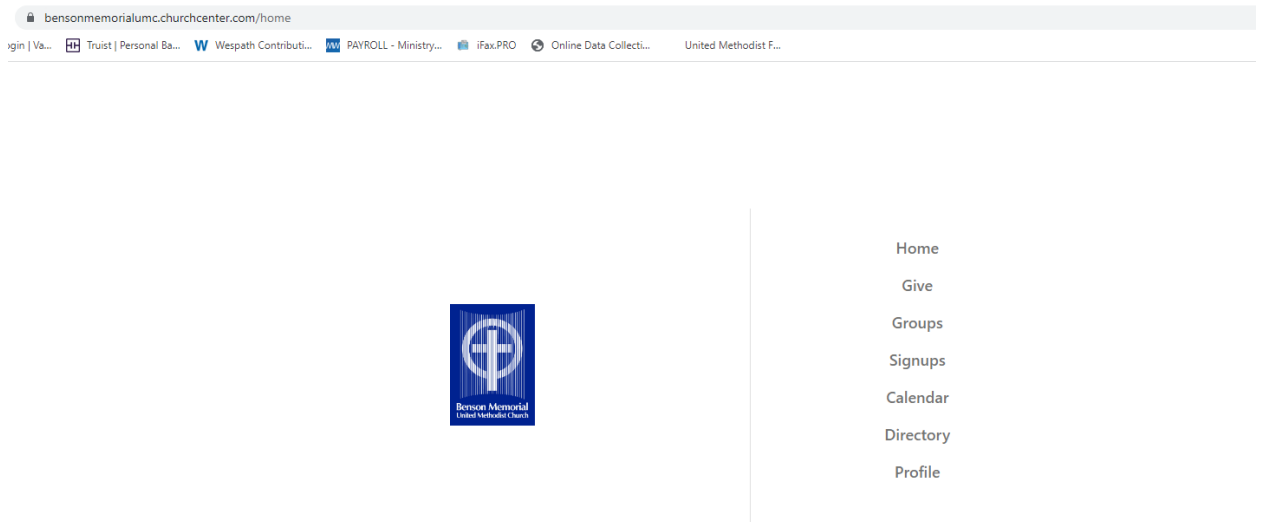 bensonmemorialumc.churchcenter.com/home
ogin | Va... Truist | Personal Ba... W Wespath Contributi... PAYROLL - Ministry... iFax.PRO Online Data Collecti... United Methodist F...
Home
Give
Groups
Signups
Calendar
Directory
Profile
Benson Memorial
United Methodist Church